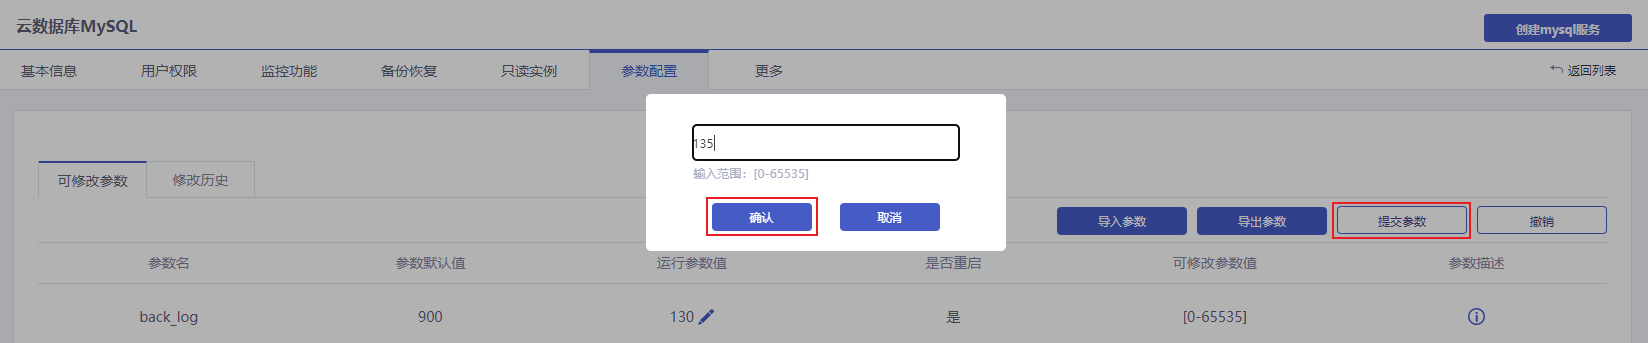 云数据库MySQL
创建mysql服务
基本信息 用户权限 监控功能 备份恢复 只读实例 参数配置 更多 返回列表
135
输入范围：[0-65535]
确认 取消
可修改参数 修改历史
导入参数 导出参数 提交参数 撤销
参数名 参数默认值 运行参数值 是否重启 可修改参数值 参数描述
back_log 900 130 是 [0-65535]